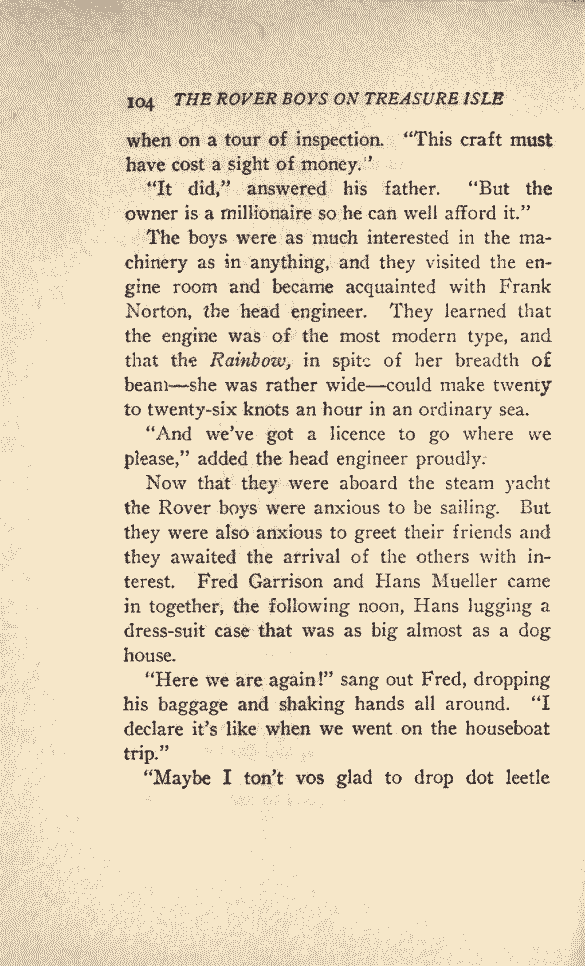 104 THE ROVER BOYS ON TREASURE ISLE
when on a tour of inspection. “This craft must
have cost a sight of money.”
“It did,” answered his father. “But the
owner is a millionaire so he can well afford it.”
The boys were as much interested in the ma-
chinery as in anything, and they visited the en-
gine room and became acquainted with Frank
Norton, the head engineer. They learned that
the engine was of the most modern type, and
that the Rainbow, in spite of her breadth of
beam—she was rather wide—could make twenty
to twenty-six knots an hour in an ordinary sea.
“And we've got a licence to go where we
please,” added the head engineer proudly.
Now that they were aboard the steam yacht
the Rover boys were anxious to be sailing. But
they were also anxious to greet their friends and
they awaited the arrival of the others with in-
terest. Fred Garrison and Hans Mueller came
in together, the following noon, Hans lugging a
dress-suit case that was as big almost as a dog
house.
“Here we are again!” sang out Fred, dropping
his baggage and shaking hands all around. “I
declare it's like when we went on the houseboat
trip.”
“Maybe I ton't vos glad to drop dot leetle